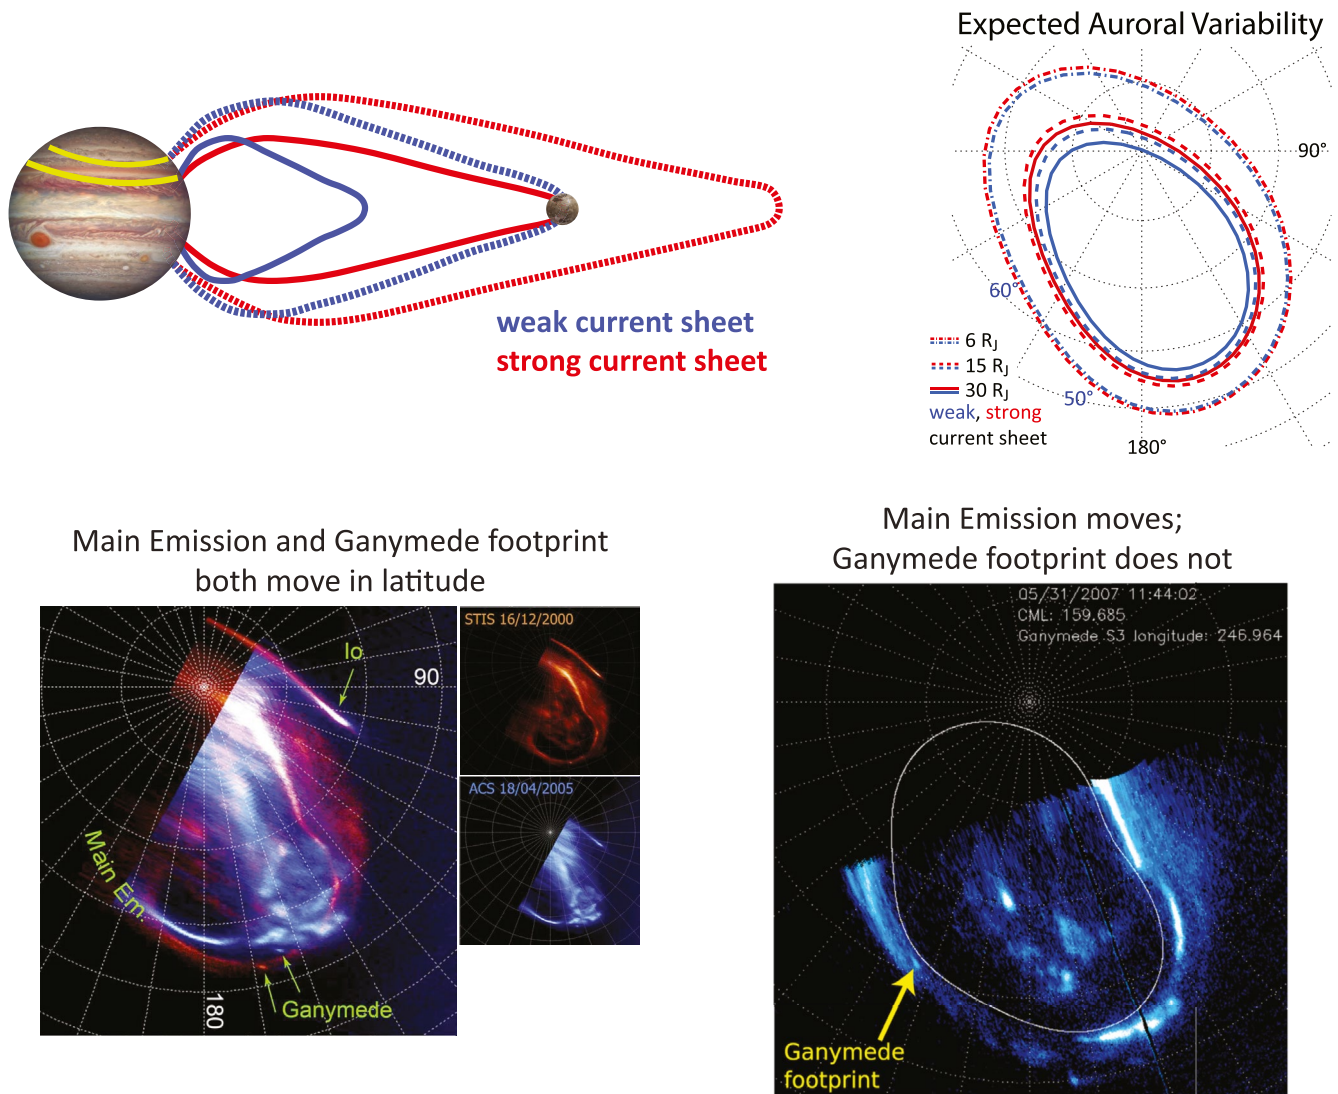 Expected Auroral Variability
90°
60°
weak current sheet
strong current sheet
6 RJ
15 RJ
30 RJ
50°
weak, strong
current sheet
180°
Main Emission and Ganymede footprint
both move in latitude
Io
90
Main Em.
180
Ganymede
STIS 16/12/2000
ACS 18/04/2005
Main Emission moves;
Ganymede footprint does not
05/31/2007 11:44:02
CML: 159.685
Ganymede S3 longitude: 246.964
Ganymede
footprint